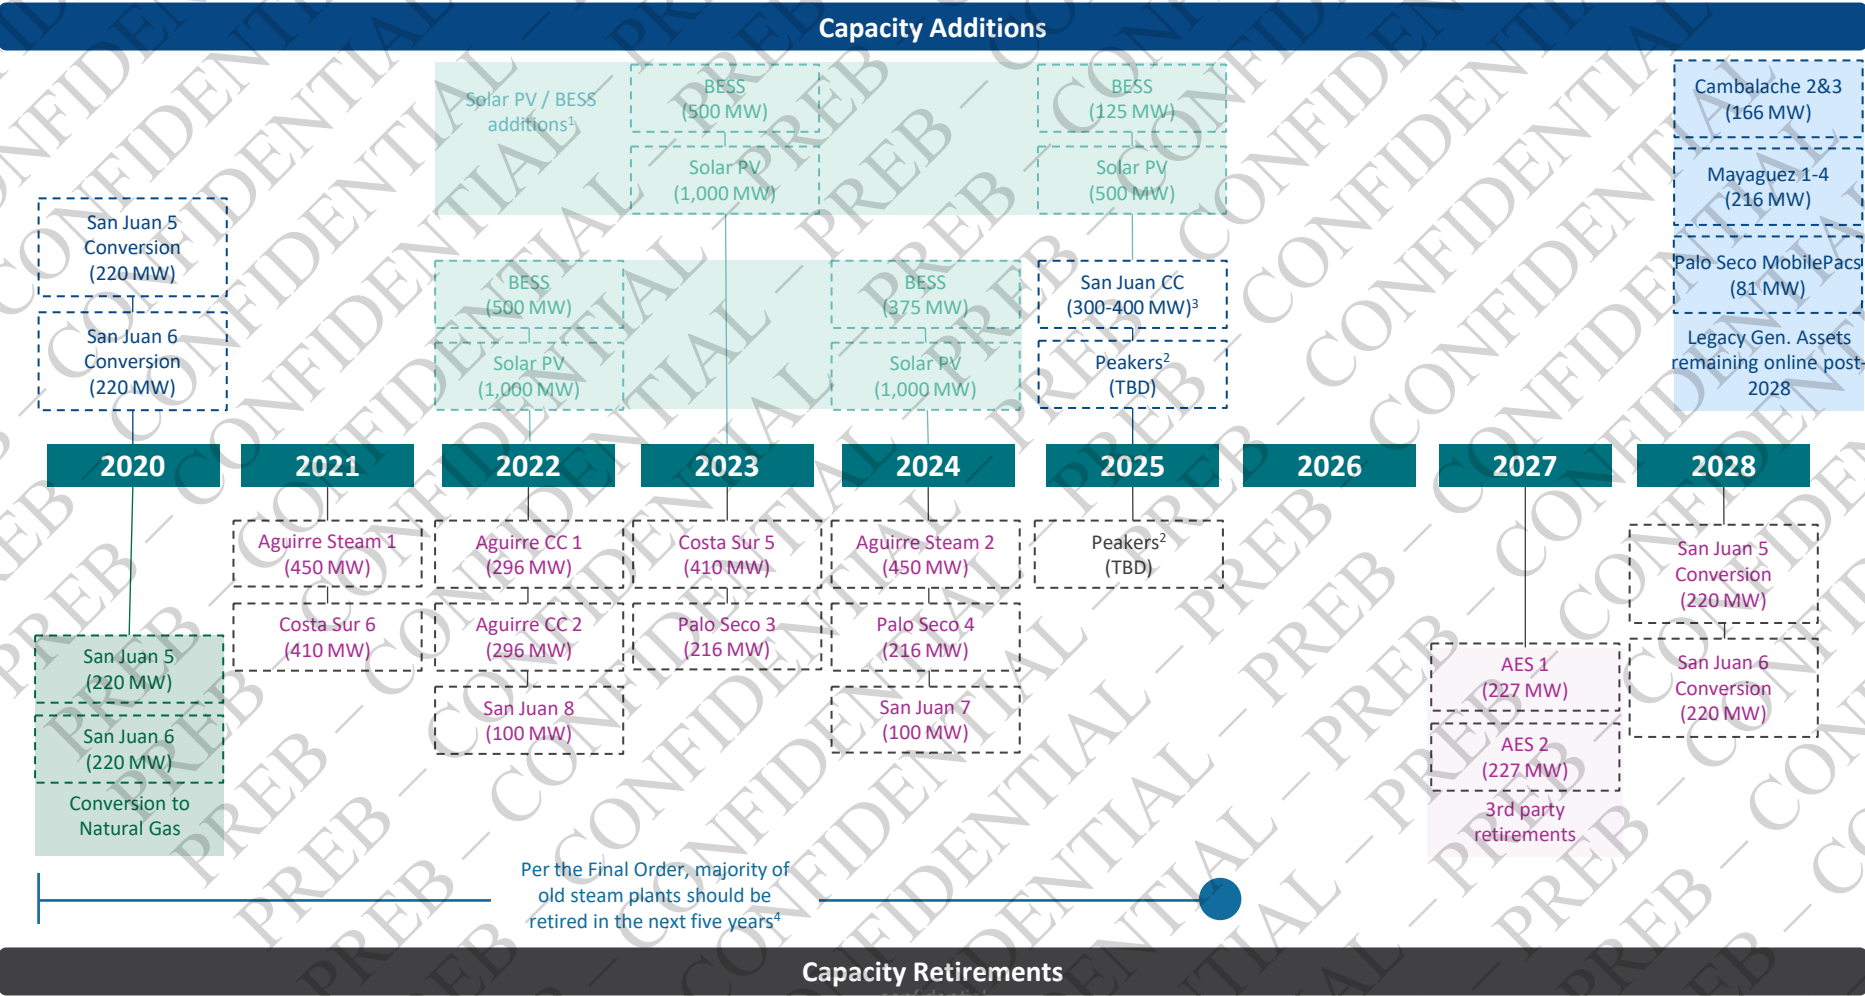 Capacity Additions
Solar PV / BESS
additions¹
BESS
(500 MW)
Solar PV
(1,000 MW)
BESS
(125 MW)
Solar PV
(500 MW)
Cambalache 2&3
(166 MW)
Mayaguez 1-4
(216 MW)
Palo Seco MobilePacs
(81 MW)
Legacy Gen. Assets
remaining online post-
2028
San Juan 5
Conversion
(220 MW)
San Juan 6
Conversion
(220 MW)
BESS
(500 MW)
Solar PV
(1,000 MW)
BESS
(375 MW)
Solar PV
(1,000 MW)
San Juan CC
(300-400 MW)³
Peakers²
(TBD)
2020
2021
2022
2023
2024
2025
2026
2027
2028
San Juan 5
(220 MW)
San Juan 6
(220 MW)
Conversion to
Natural Gas
Aguirre Steam 1
(450 MW)
Costa Sur 6
(410 MW)
Aguirre CC 1
(296 MW)
Aguirre CC 2
(296 MW)
San Juan 8
(100 MW)
Costa Sur 5
(410 MW)
Palo Seco 3
(216 MW)
Aguirre Steam 2
(450 MW)
Palo Seco 4
(216 MW)
San Juan 7
(100 MW)
Peakers²
(TBD)
AES 1
(227 MW)
AES 2
(227 MW)
3rd party
retirements
San Juan 5
Conversion
(220 MW)
San Juan 6
Conversion
(220 MW)
Per the Final Order, majority of
old steam plants should be
retired in the next five years⁴
Capacity Retirements
confidential
PREB – CONFIDENTIAL – PREB – CONFIDENTIAL – PREB – CONFIDENTIAL